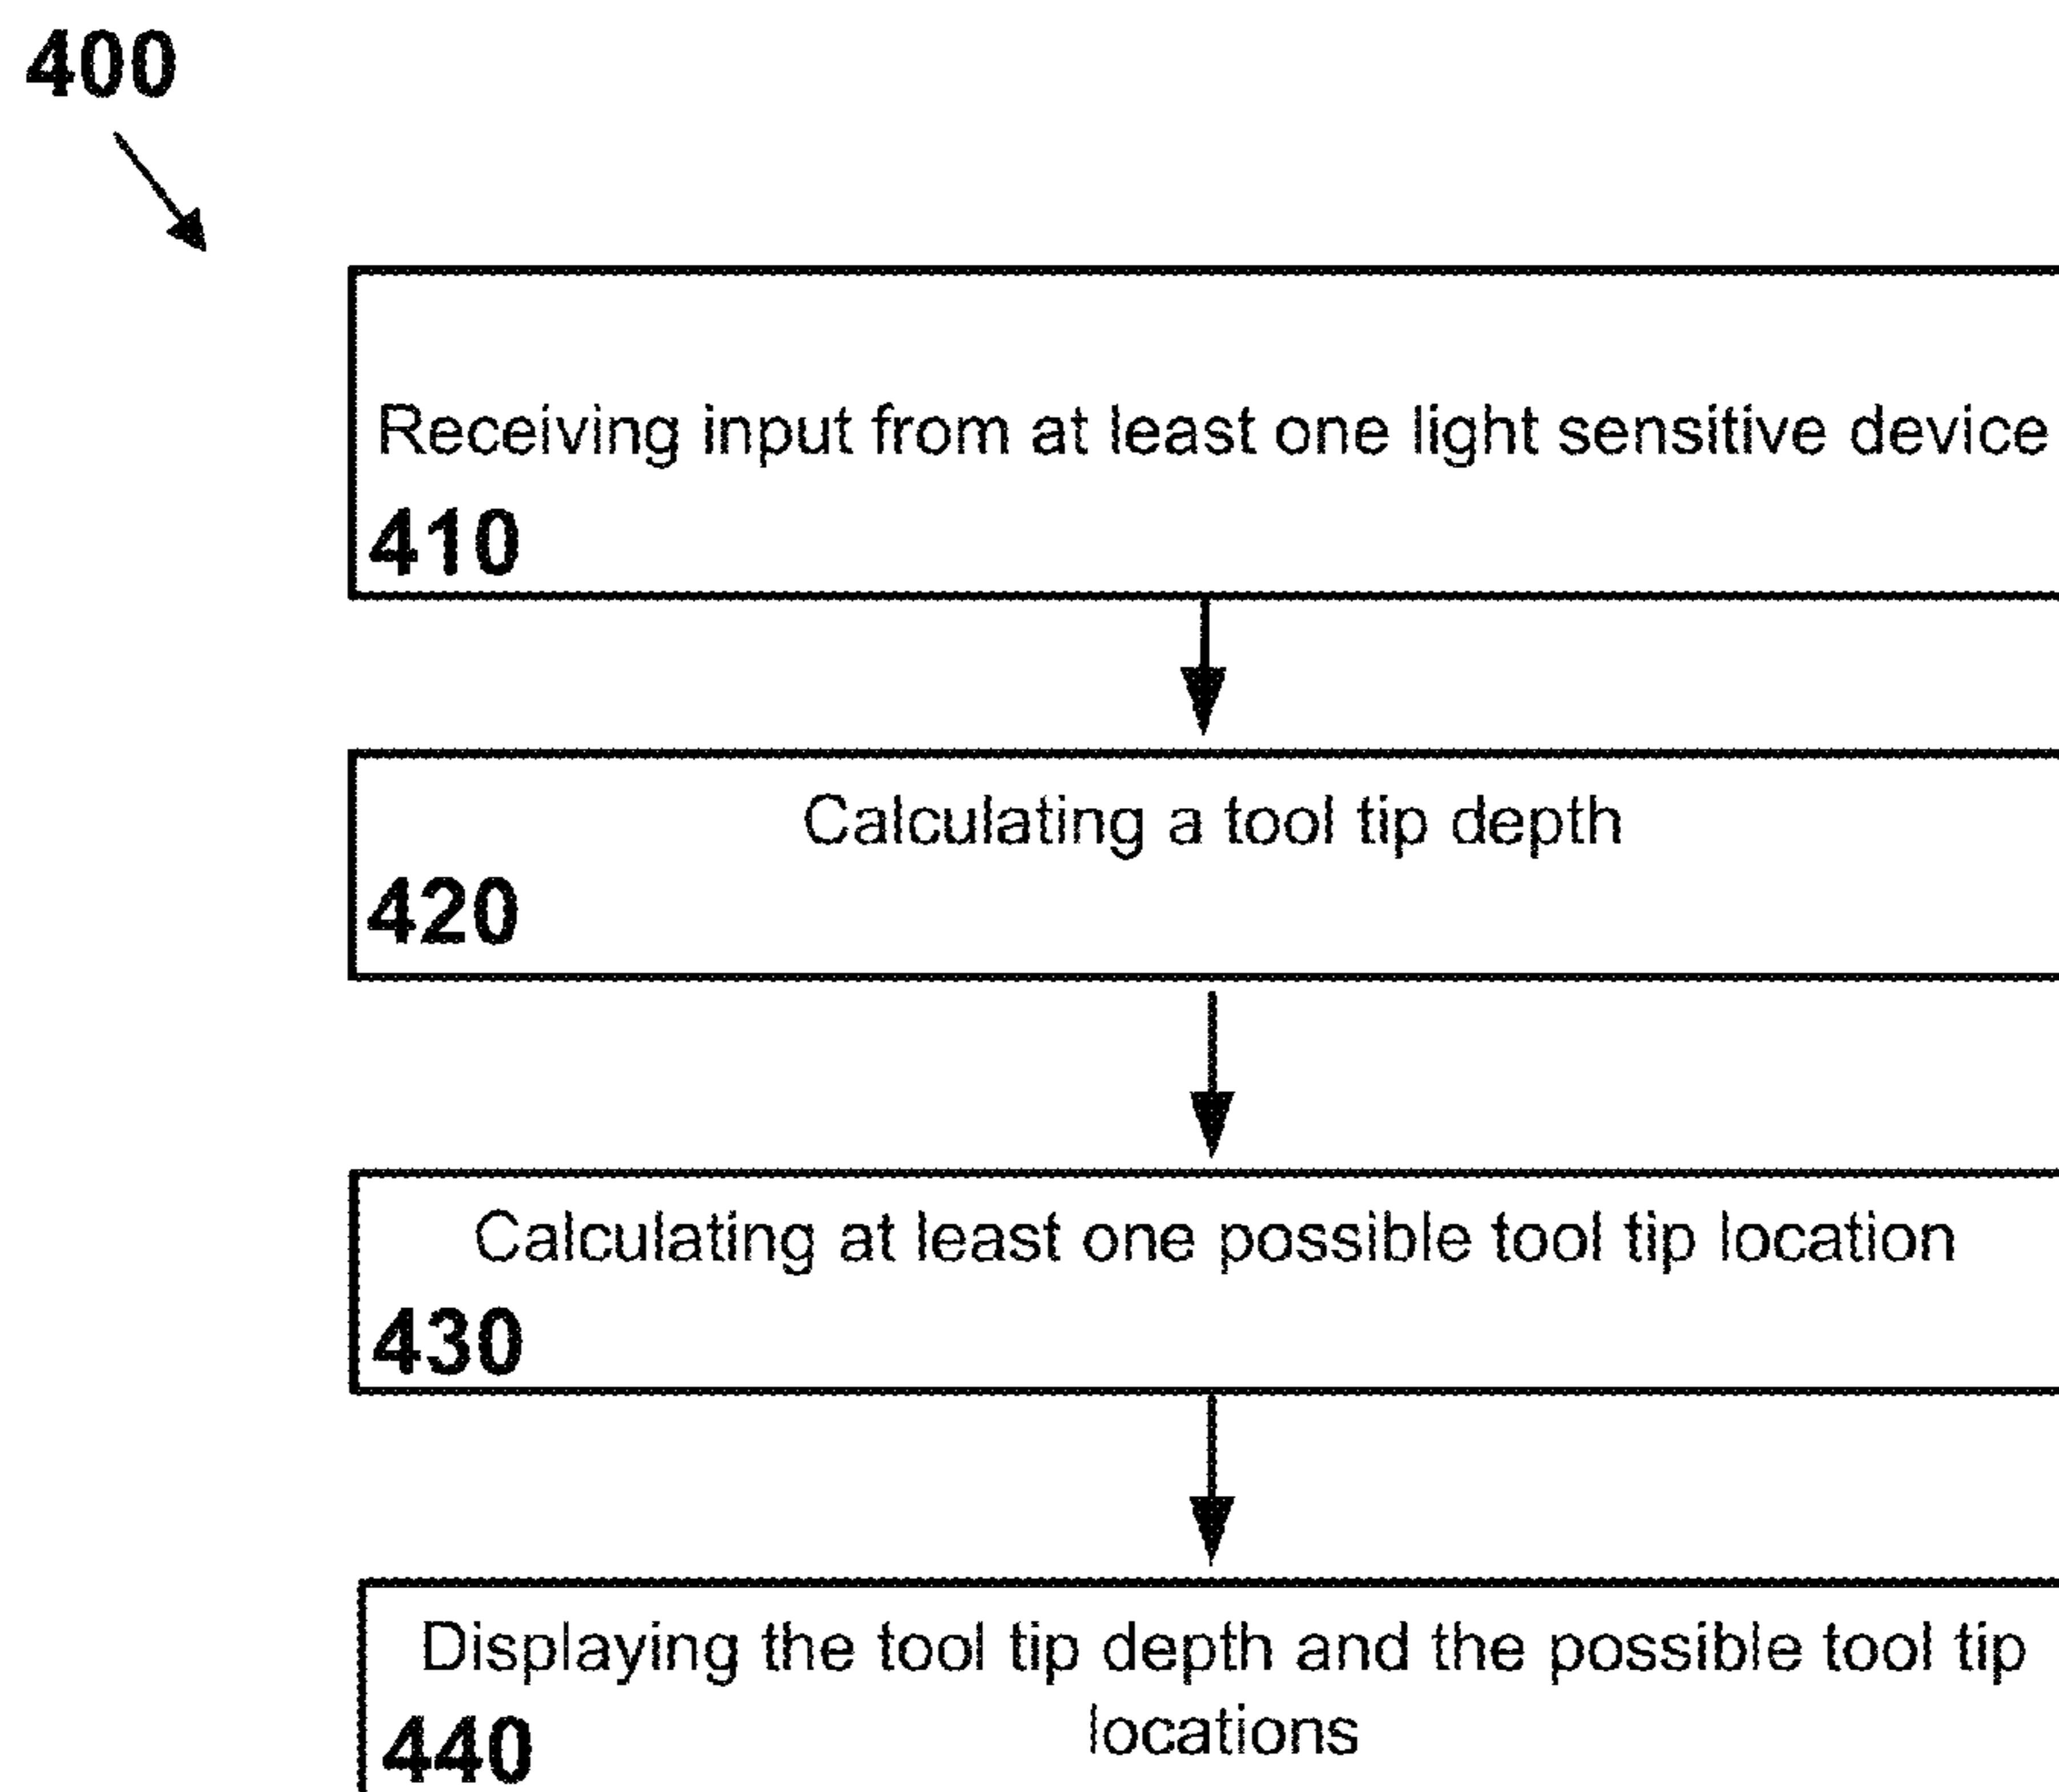 400
Receiving input from at least one light sensitive device
410
Calculating a tool tip depth
420
Calculating at least one possible tool tip location
430
Displaying the tool tip depth and the possible tool tip
locations
440